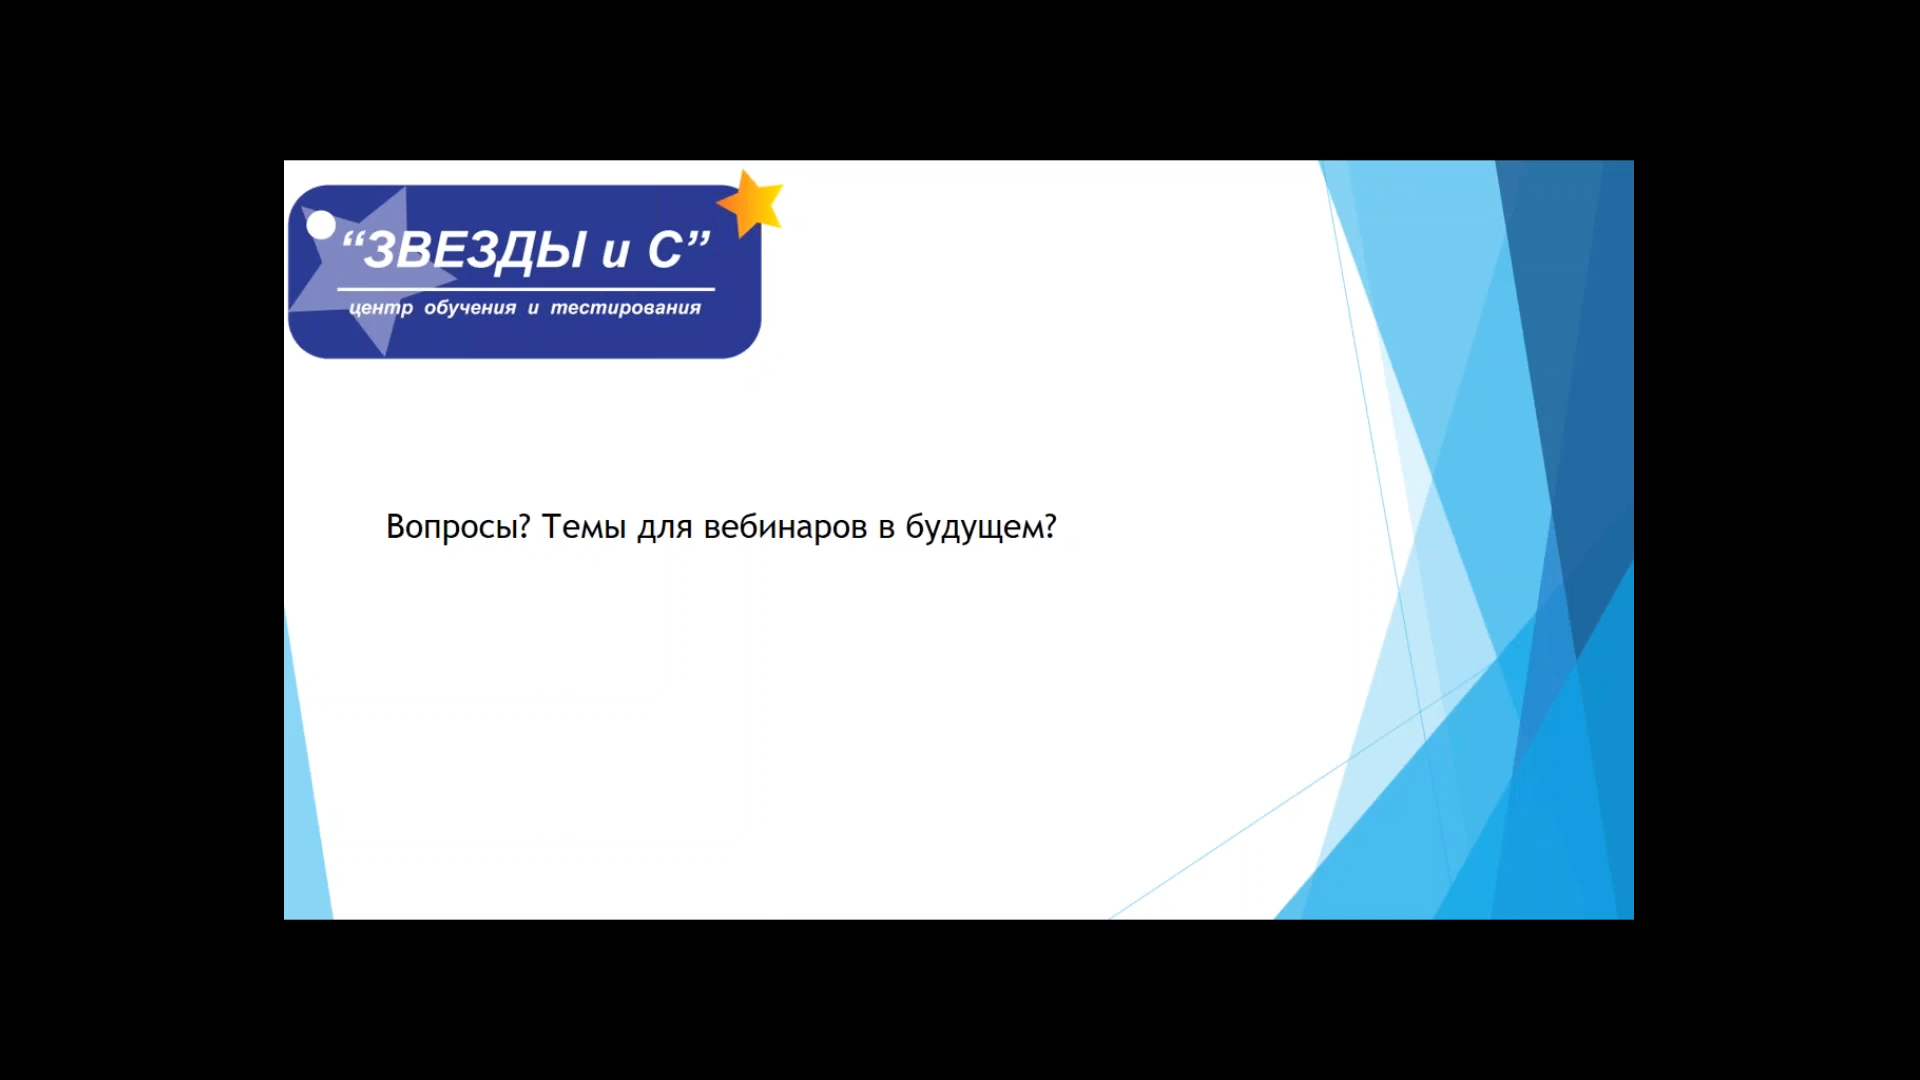 “ЗВЕЗДЫ и С”
центр обучения и тестирования
Вопросы? Темы для вебинаров в будущем?